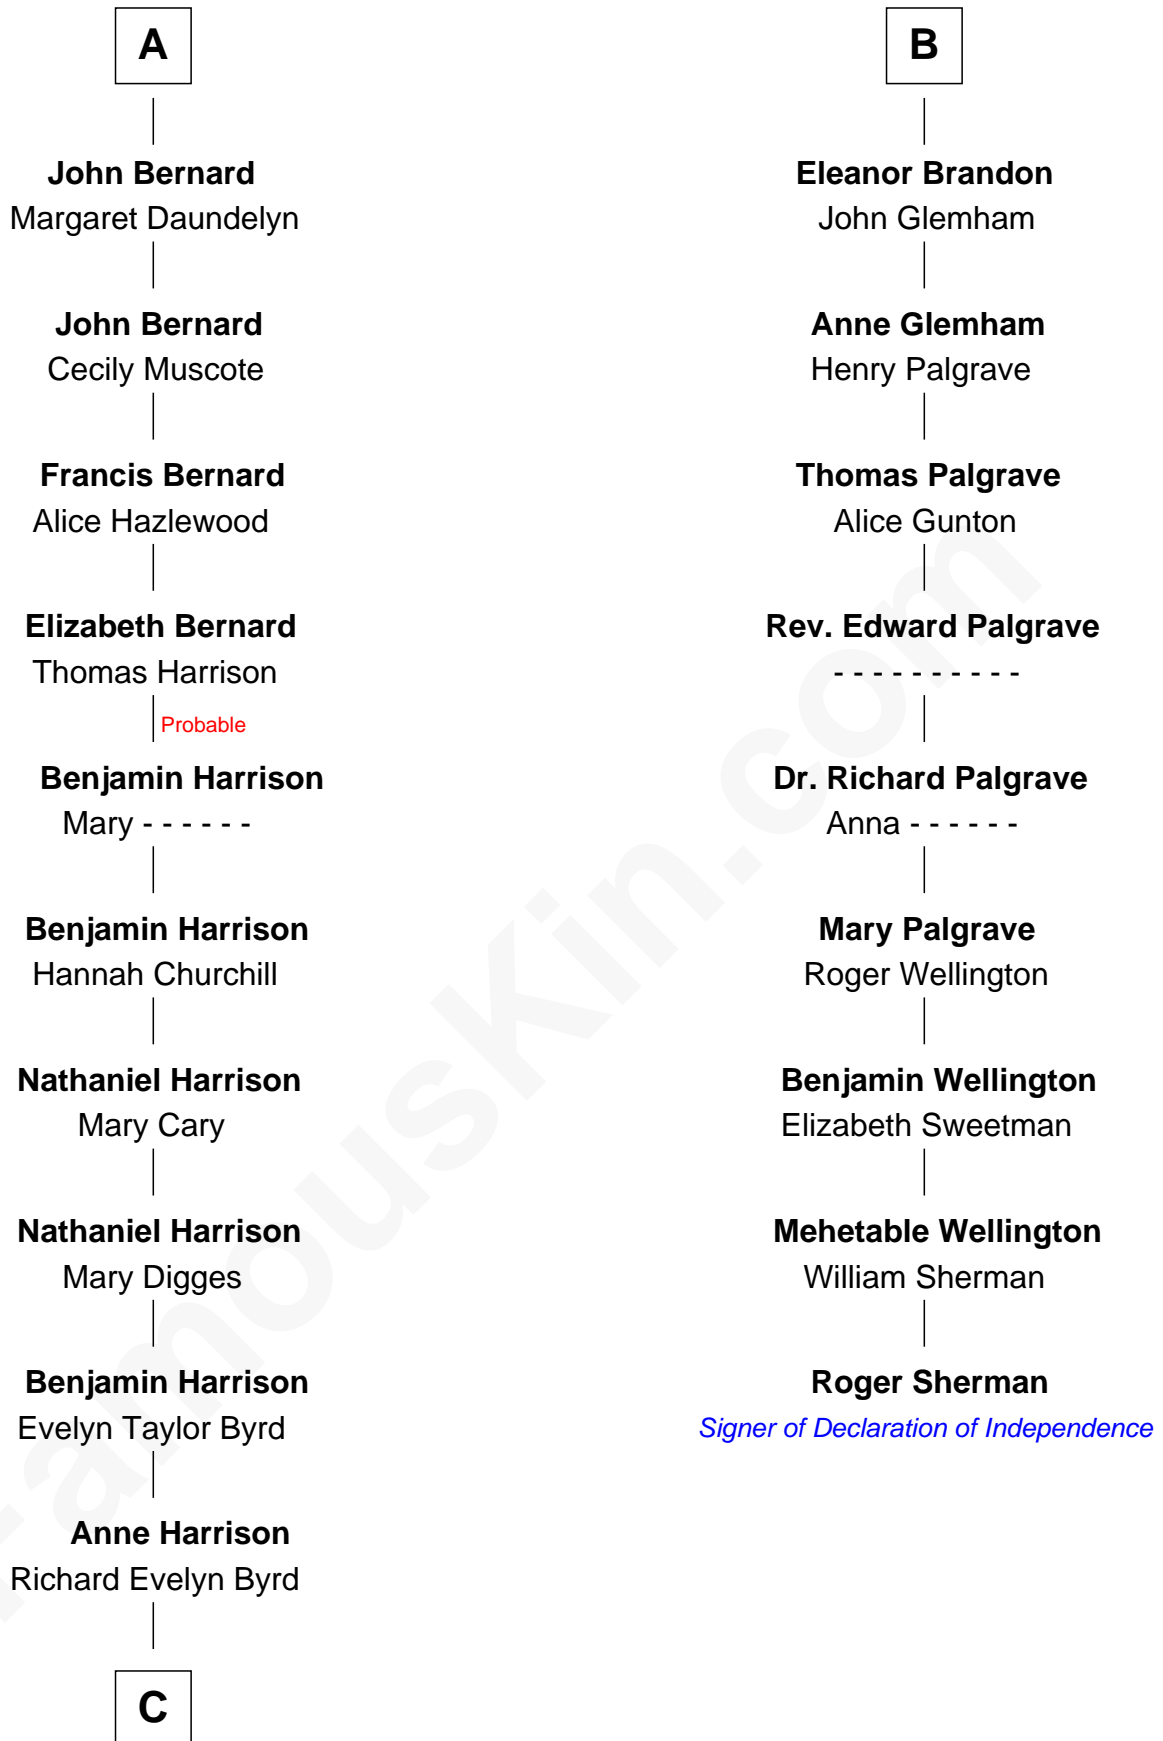 A
John Bernard
Margaret Daundelyn
John Bernard
Cecily Muscote
Francis Bernard
Alice Hazlewood
Elizabeth Bernard
Thomas Harrison
Probable
Benjamin Harrison
Mary - - - - - -
Benjamin Harrison
Hannah Churchill
Nathaniel Harrison
Mary Cary
Nathaniel Harrison
Mary Digges
Benjamin Harrison
Evelyn Taylor Byrd
Anne Harrison
Richard Evelyn Byrd
C
B
Eleanor Brandon
John Glemham
Anne Glemham
Henry Palgrave
Thomas Palgrave
Alice Gunton
Rev. Edward Palgrave
- - - - - - - - - -
Dr. Richard Palgrave
Anna - - - - - -
Mary Palgrave
Roger Wellington
Benjamin Wellington
Elizabeth Sweetman
Mehetable Wellington
William Sherman
Roger Sherman
Signer of Declaration of Independence
FamousKin.com